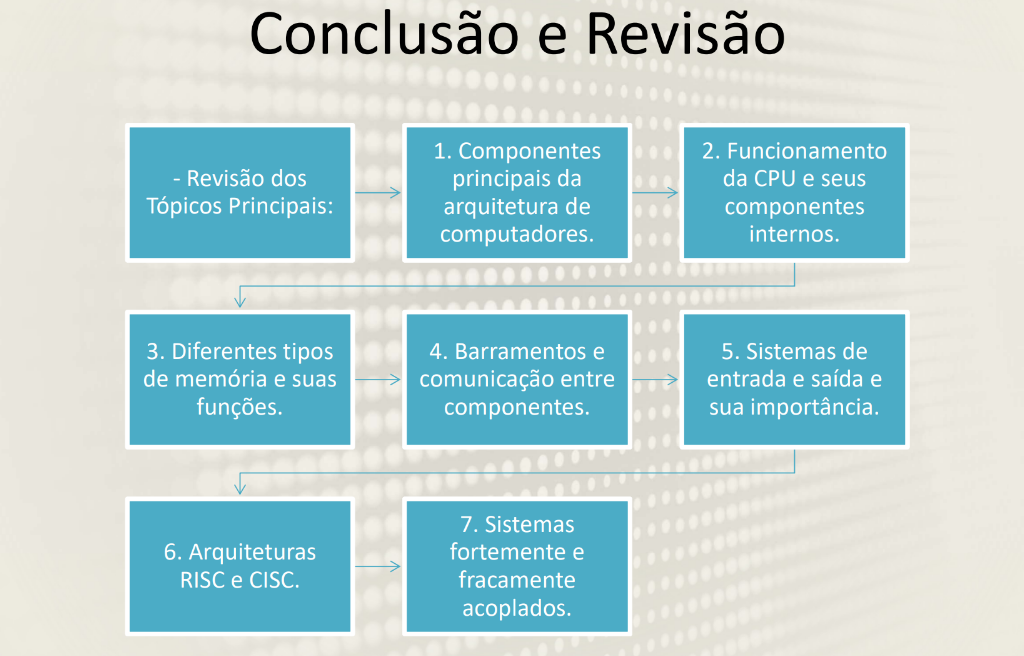 Conclusão e Revisão
- Revisão dos
Tópicos Principais:
1. Componentes
principais da
arquitetura de
computadores.
2. Funcionamento
da CPU e seus
componentes
internos.
3. Diferentes tipos
de memória e suas
funções.
4. Barramentos e
comunicação entre
componentes.
5. Sistemas de
entrada e saída e
sua importância.
6. Arquiteturas
RISC e CISC.
7. Sistemas
fortemente e
fracamente
acoplados.